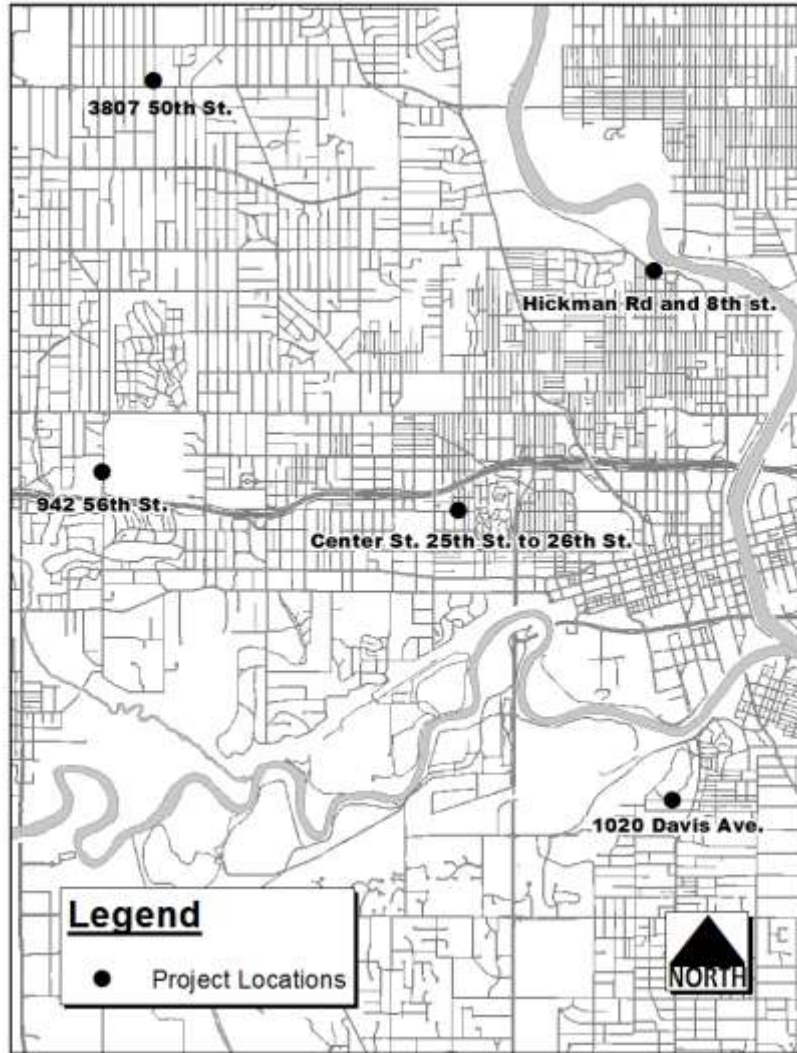 3807 50th St.
Hickman Rd and 8th st.
942 56th St.
Center St. 25th St. to 26th St.
1020 Davis Ave.
Legend
Project Locations
NORTH